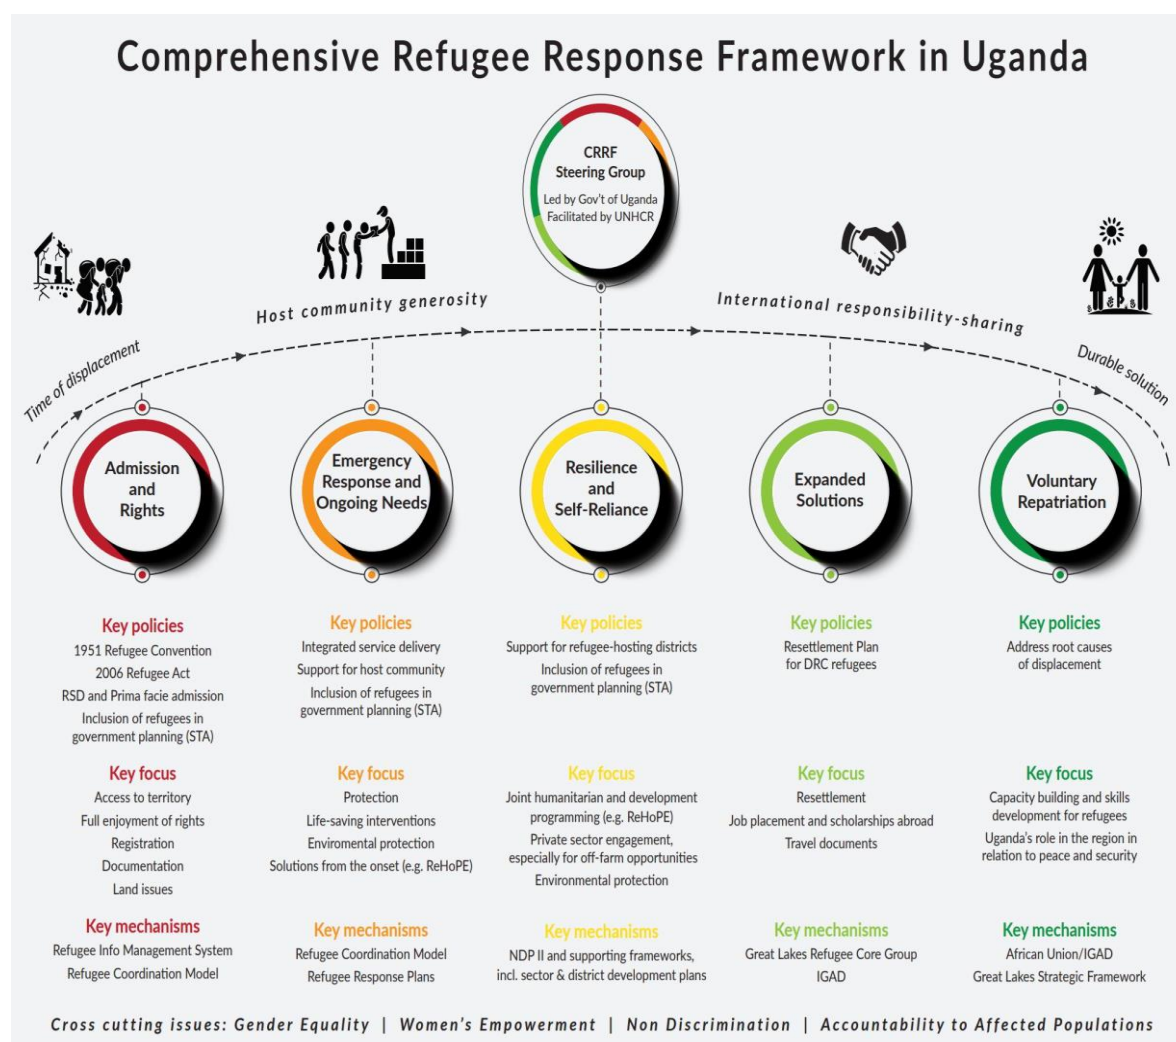 Comprehensive Refugee Response Framework in Uganda
CRRF
Steering Group
Led by Gov't of Uganda
Facilitated by UNHCR
Time of displacement
Host community generosity
International responsibility-sharing
Durable solution
Admission
and
Rights
Emergency
Response and
Ongoing Needs
Resilience
and
Self-Reliance
Expanded
Solutions
Voluntary
Repatriation
Key policies
1951 Refugee Convention
2006 Refugee Act
RSD and Prima facie admission
Inclusion of refugees in
government planning (STA)
Key policies
Integrated service delivery
Support for host community
Inclusion of refugees in
government planning (STA)
Key policies
Support for refugee-hosting districts
Inclusion of refugees in
government planning (STA)
Key policies
Resettlement Plan
for DRC refugees
Key policies
Address root causes
of displacement
Key focus
Access to territory
Full enjoyment of rights
Registration
Documentation
Land issues
Key focus
Protection
Life-saving interventions
Enviromental protection
Solutions from the onset (e.g. ReHoPE)
Key focus
Joint humanitarian and development
programming (e.g. ReHoPE)
Private sector engagement,
especially for off-farm opportunities
Environmental protection
Key focus
Resettlement
Job placement and scholarships abroad
Travel documents
Key focus
Capacity building and skills
development for refugees
Uganda's role in the region in
relation to peace and security
Key mechanisms
Refugee Info Management System
Refugee Coordination Model
Key mechanisms
Refugee Coordination Model
Refugee Response Plans
Key mechanisms
NDP II and supporting frameworks,
incl. sector & district development plans
Key mechanisms
Great Lakes Refugee Core Group
IGAD
Key mechanisms
African Union/IGAD
Great Lakes Strategic Framework
Cross cutting issues: Gender Equality | Women's Empowerment | Non Discrimination | Accountability to Affected Populations